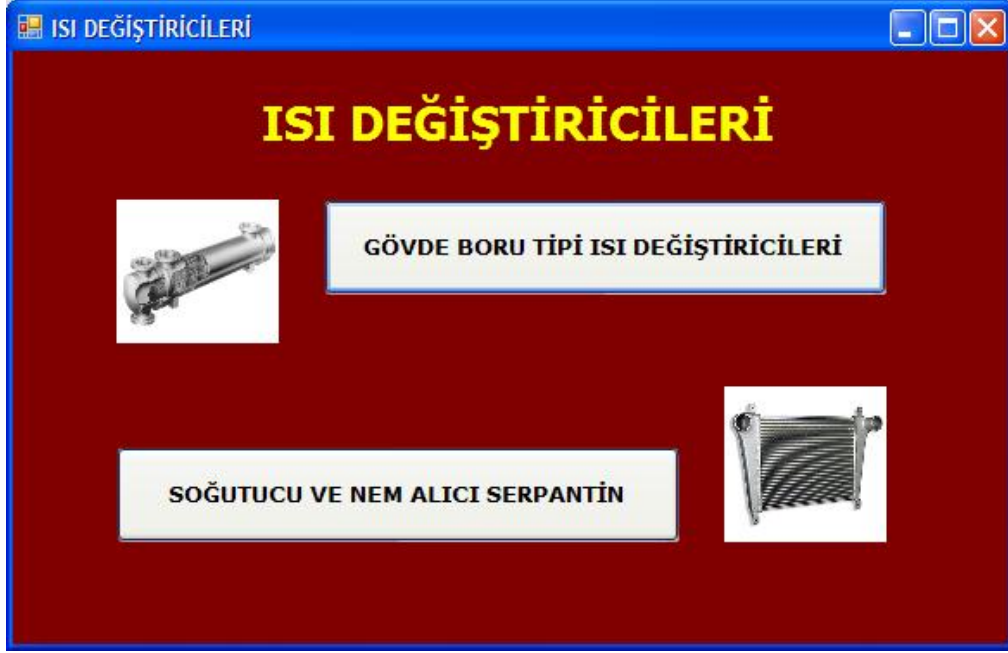 ISI DEĞİŞTİRİCİLERİ
ISI DEĞİŞTİRİCİLERİ
GÖVDE BORU TİPİ ISI DEĞİŞTİRİCİLERİ
SOĞUTUCU VE NEM ALICI SERPANTİN